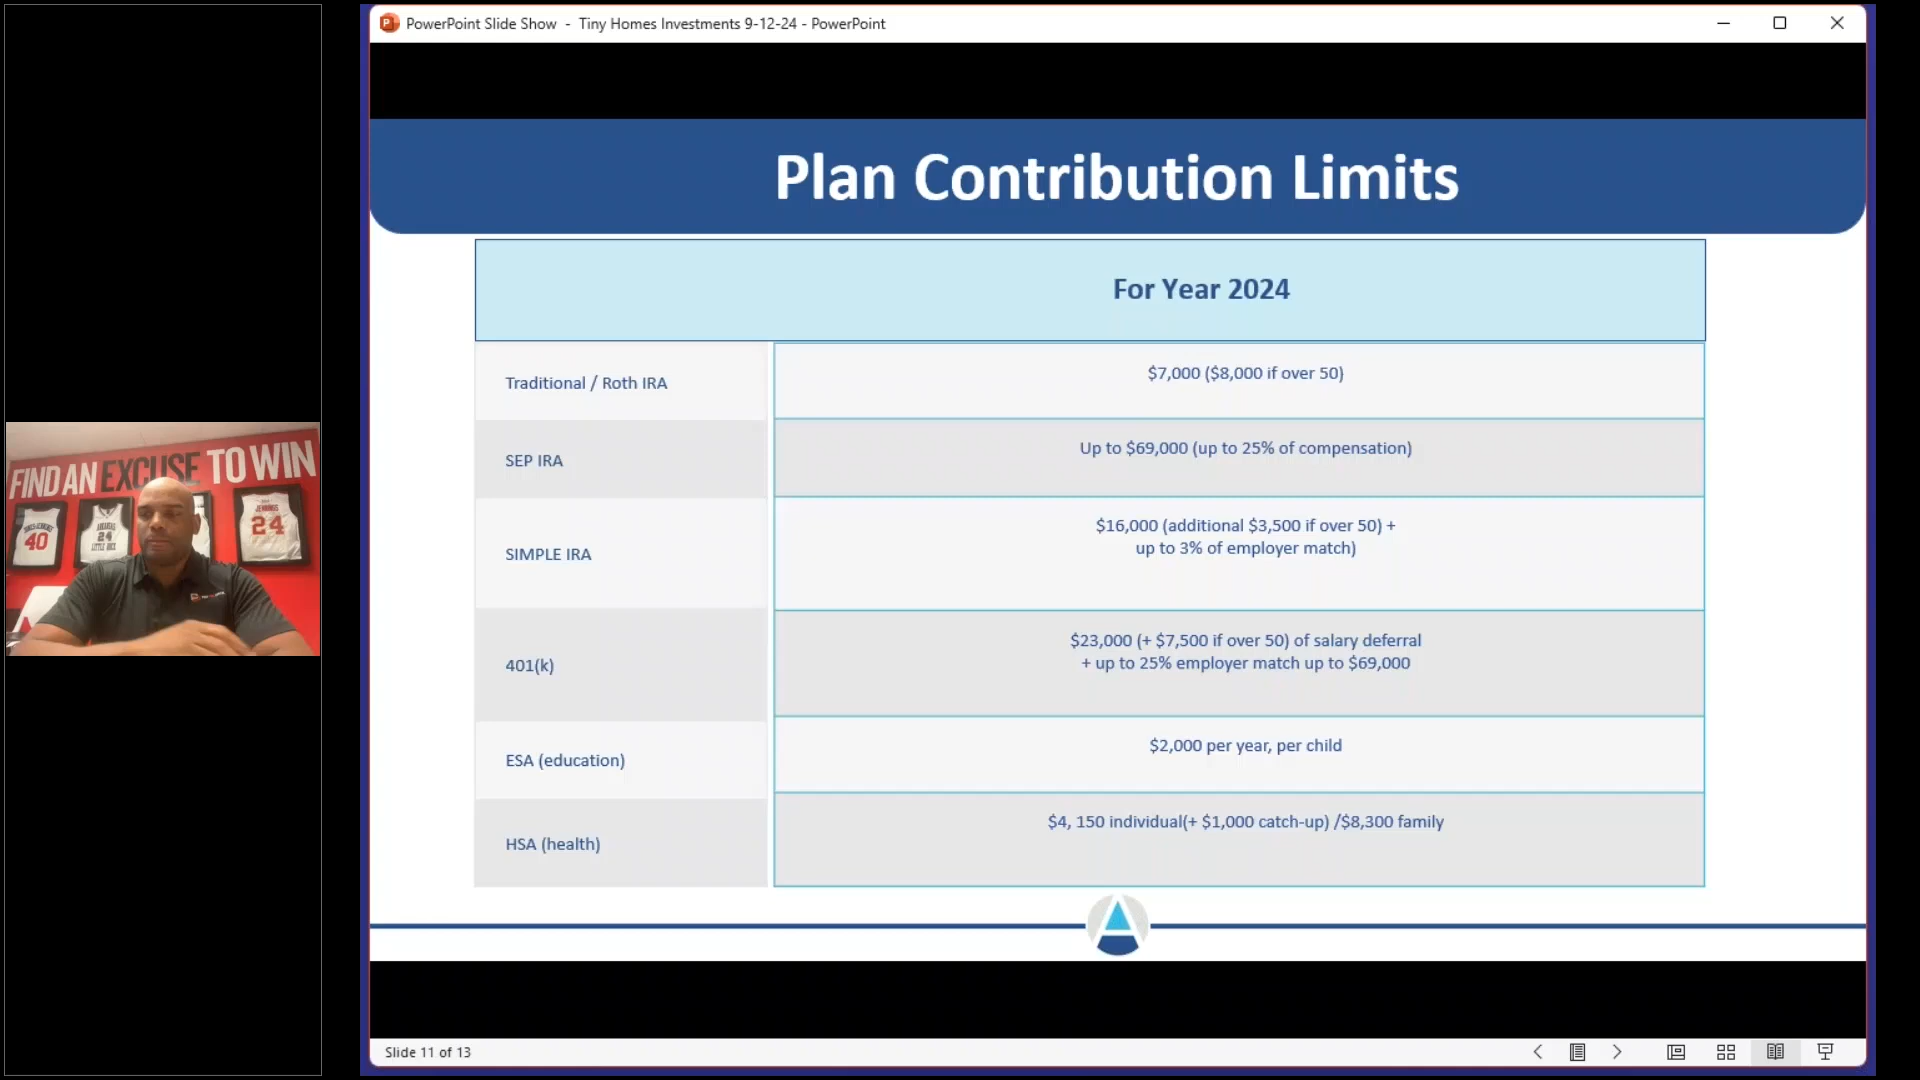 PowerPoint Slide Show - Tiny Homes Investments 9-12-24 - PowerPoint
Plan Contribution Limits
For Year 2024
Traditional / Roth IRA
$7,000 ($8,000 if over 50)
SEP IRA
Up to $69,000 (up to 25% of compensation)
SIMPLE IRA
$16,000 (additional $3,500 if over 50) +
up to 3% of employer match)
401(k)
$23,000 (+ $7,500 if over 50) of salary deferral
+ up to 25% employer match up to $69,000
ESA (education)
$2,000 per year, per child
HSA (health)
$4, 150 individual(+ $1,000 catch-up) /$8,300 family
Slide 11 of 13
FIND AN EXCUSE TO WIN
40
24
JENNINGS
24